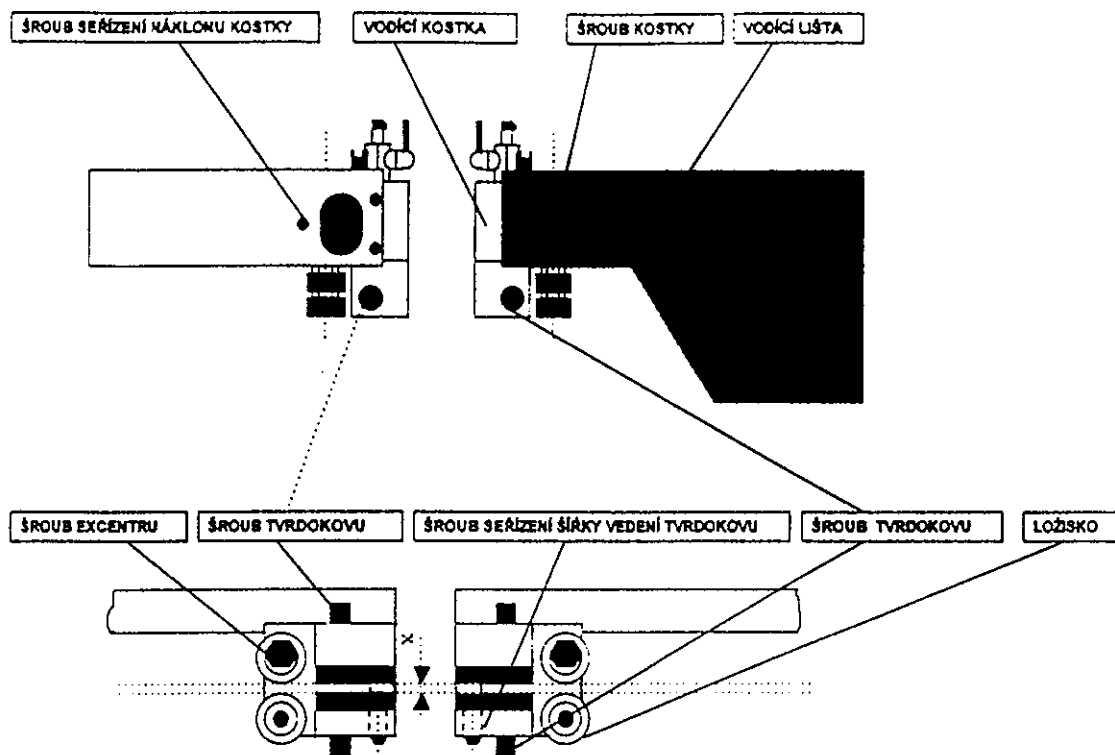 ŠROUB SEŘÍZENÍ NÁKLONU KOSTKY
VODÍCÍ KOSTKA
ŠROUB KOSTKY
VODÍCÍ LIŠTA
ŠROUB EXCENTRU
ŠROUB TVRDOKOVU
ŠROUB SEŘÍZENÍ ŠÍŘKY VEDENÍ TVRDOKOVU
ŠROUB TVRDOKOVU
LOŽISKO
X